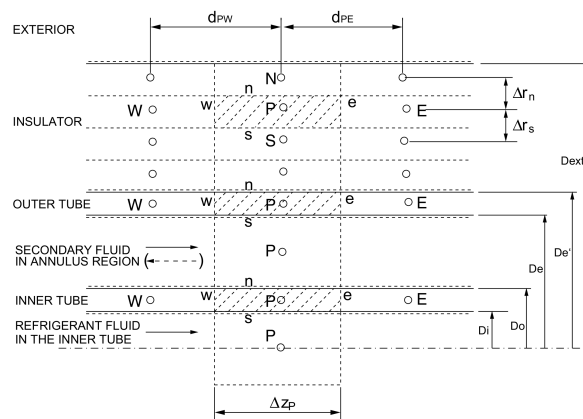 dPW dPE
EXTERIOR
N
n
Δrn
w e
W P E
INSULATOR
s
Δrs
S
Dext
n
w e
OUTER TUBE W P E
s
SECONDARY FLUID
IN ANNULUS REGION
P
De De'
n
w e
INNER TUBE W P E
s
Di Do
REFRIGERANT FLUID
IN THE INNER TUBE
P
ΔzP